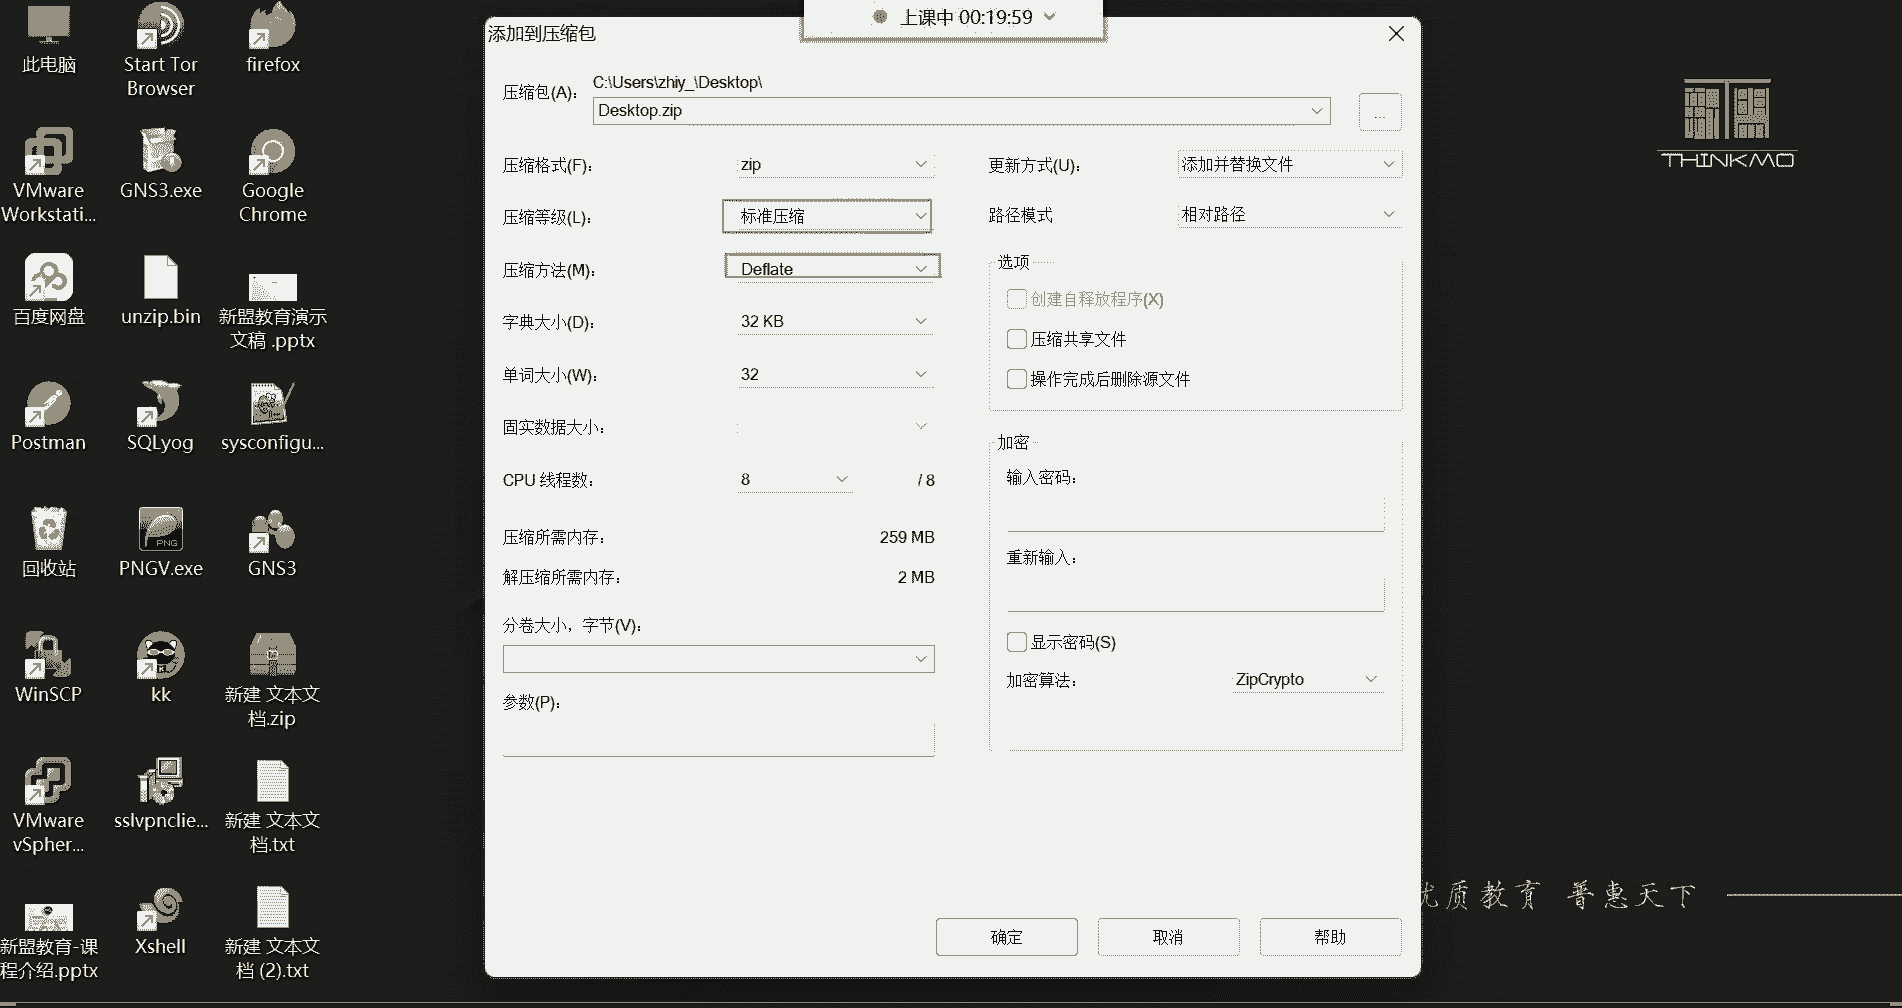 上课中 00:19:59
添加到压缩包
压缩包(A)：
C:\Users\zhiy_\Desktop\
Desktop.zip
...
压缩格式(F)：
zip
压缩等级(L)：
标准压缩
压缩方法(M)：
Deflate
字典大小(D)：
32 KB
单词大小(W)：
32
固实数据大小：
CPU 线程数：
8
/ 8
压缩所需内存：
259 MB
解压缩所需内存：
2 MB
分卷大小，字节(V)：
参数(P)：
更新方式(U)：
添加并替换文件
路径模式
相对路径
选项
创建自释放程序(X)
压缩共享文件
操作完成后删除源文件
加密
输入密码：
重新输入：
显示密码(S)
加密算法：
ZipCrypto
确定
取消
帮助
此电脑
Start Tor
Browser
firefox
VMware
Workstati...
GNS3.exe
Google
Chrome
百度网盘
unzip.bin
新盟教育演示
文稿 .pptx
Postman
SQLyog
sysconfigu...
回收站
PNG
PNGV.exe
GNS3
WinSCP
kk
新建 文本文
档.zip
VMware
vSpher...
sslvpnclie...
新建 文本文
档.txt
新盟教育-课
程介绍.pptx
Xshell
新建 文本文
档 (2).txt
THINKMO
优质教育 普惠天下